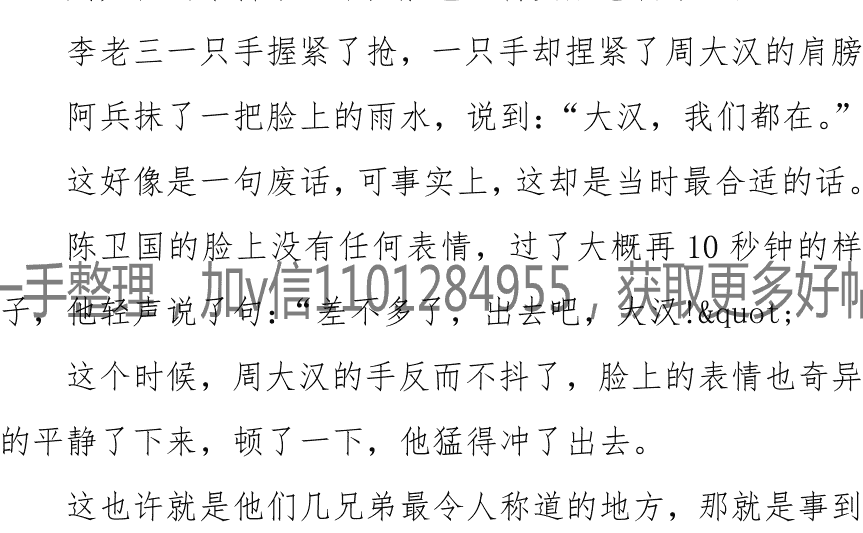 李老三一只手握紧了抢，一只手却捏紧了周大汉的肩膀
阿兵抹了一把脸上的雨水，说到：“大汉，我们都在。”
这好像是一句废话，可事实上，这却是当时最合适的话。
陈卫国的脸上没有任何表情，过了大概再 10 秒钟的样
一手整理，加v信1101284955，获取更多好帖
子，他轻声说了句：“差不多了，出去吧，大汉!&quot;
这个时候，周大汉的手反而不抖了，脸上的表情也奇异
的平静了下来，顿了一下，他猛得冲了出去。
这也许就是他们几兄弟最令人称道的地方，那就是事到